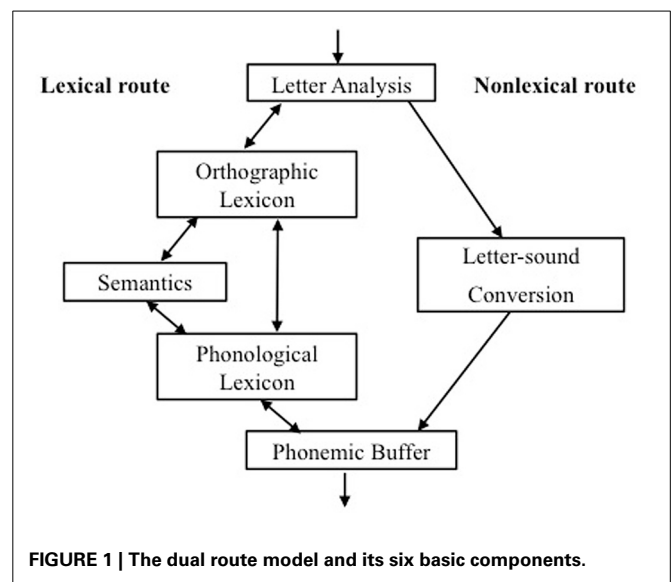 Lexical route
Letter Analysis
Nonlexical route
Orthographic
Lexicon
Semantics
Letter-sound
Conversion
Phonological
Lexicon
Phonemic Buffer
FIGURE 1 | The dual route model and its six basic components.